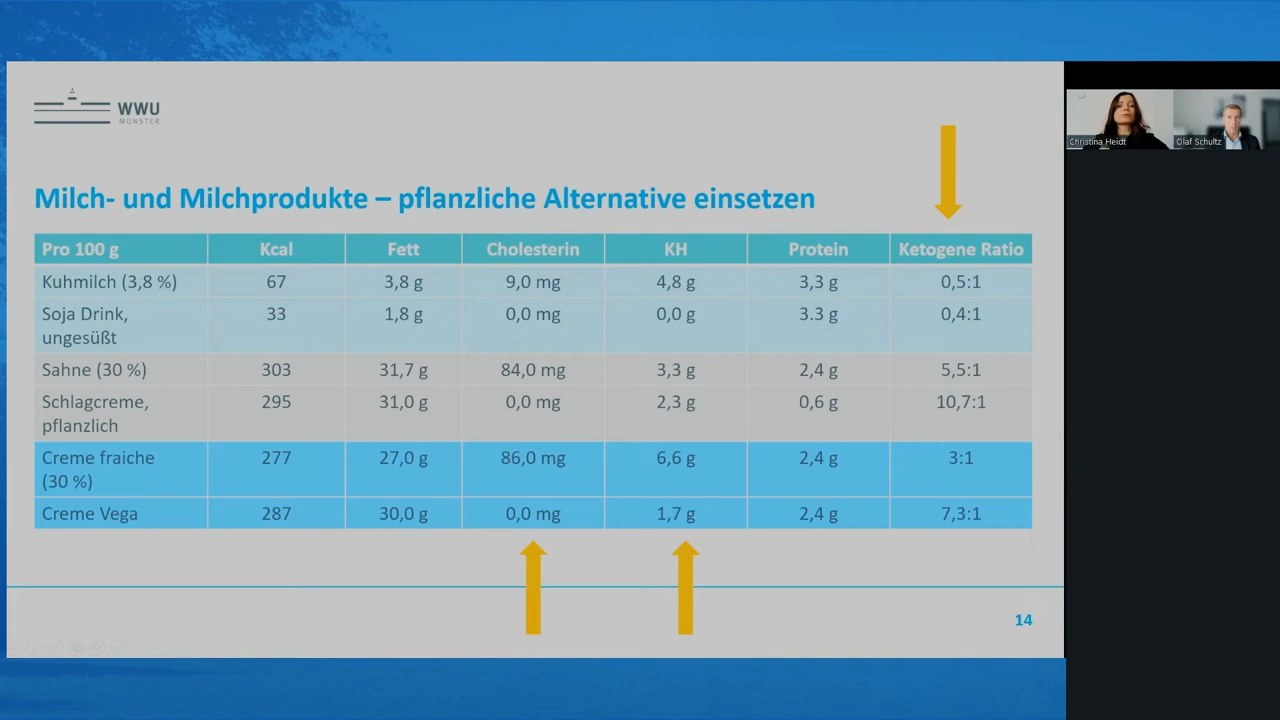 WWU
MÜNSTER
Christina Heidt
Olaf Schultz
Milch- und Milchprodukte – pflanzliche Alternative einsetzen
Pro 100 g Kcal Fett Cholesterin KH Protein Ketogene Ratio
Kuhmilch (3,8 %) 67 3,8 g 9,0 mg 4,8 g 3,3 g 0,5:1
Soja Drink, 33 1,8 g 0,0 mg 0,0 g 3.3 g 0,4:1
ungesüßt
Sahne (30 %) 303 31,7 g 84,0 mg 3,3 g 2,4 g 5,5:1
Schlagcreme, 295 31,0 g 0,0 mg 2,3 g 0,6 g 10,7:1
pflanzlich
Creme fraiche 277 27,0 g 86,0 mg 6,6 g 2,4 g 3:1
(30 %)
Creme Vega 287 30,0 g 0,0 mg 1,7 g 2,4 g 7,3:1
14